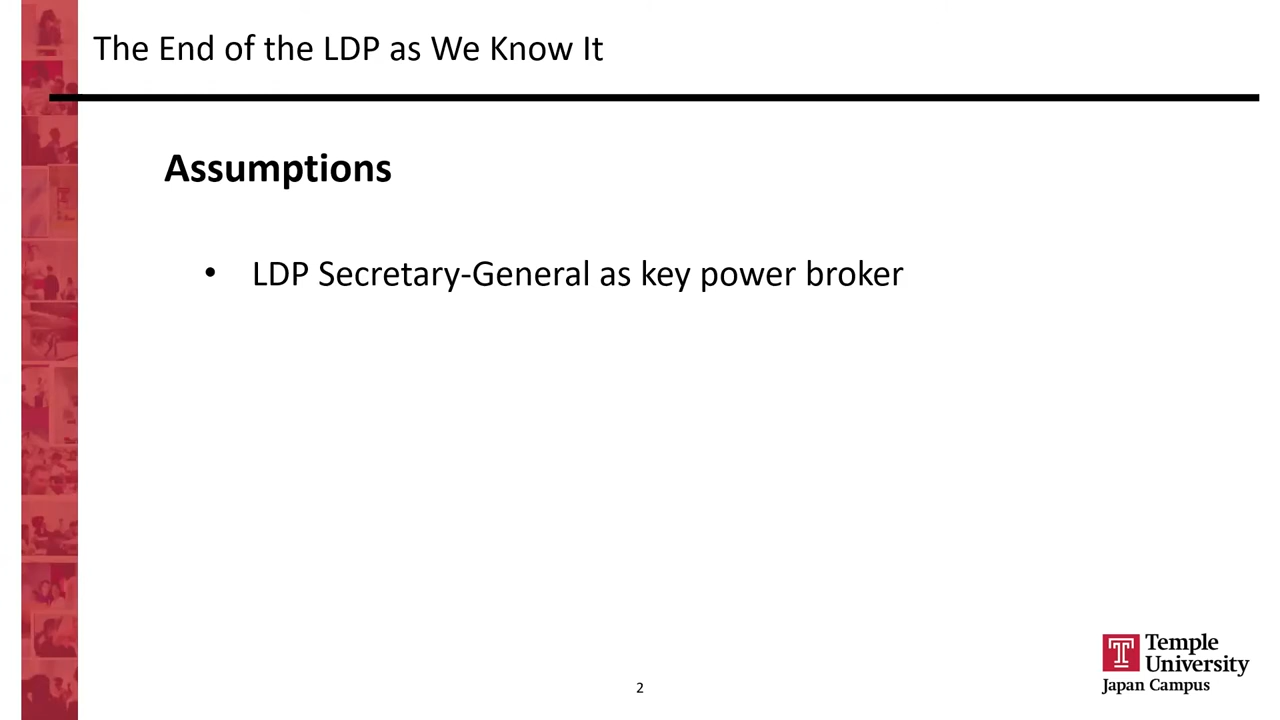 The End of the LDP as We Know It
Assumptions
• LDP Secretary-General as key power broker
Temple
University
Japan Campus
2